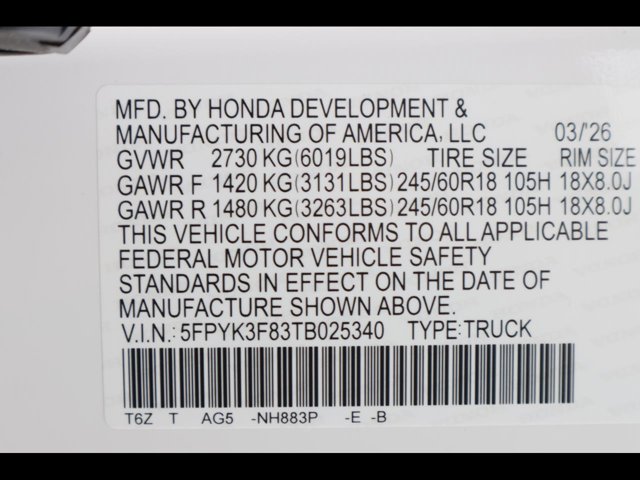 MFD. BY HONDA DEVELOPMENT &
MANUFACTURING OF AMERICA, LLC 03/'26
GVWR 2730 KG(6019LBS) TIRE SIZE RIM SIZE
GAWR F 1420 KG(3131LBS) 245/60R18 105H 18X8.0J
GAWR R 1480 KG(3263LBS) 245/60R18 105H 18X8.0J
THIS VEHICLE CONFORMS TO ALL APPLICABLE
FEDERAL MOTOR VEHICLE SAFETY
STANDARDS IN EFFECT ON THE DATE OF
MANUFACTURE SHOWN ABOVE.
V.I.N.: 5FPYK3F83TB025340 TYPE:TRUCK
T6Z T AG5 -NH883P -E -B